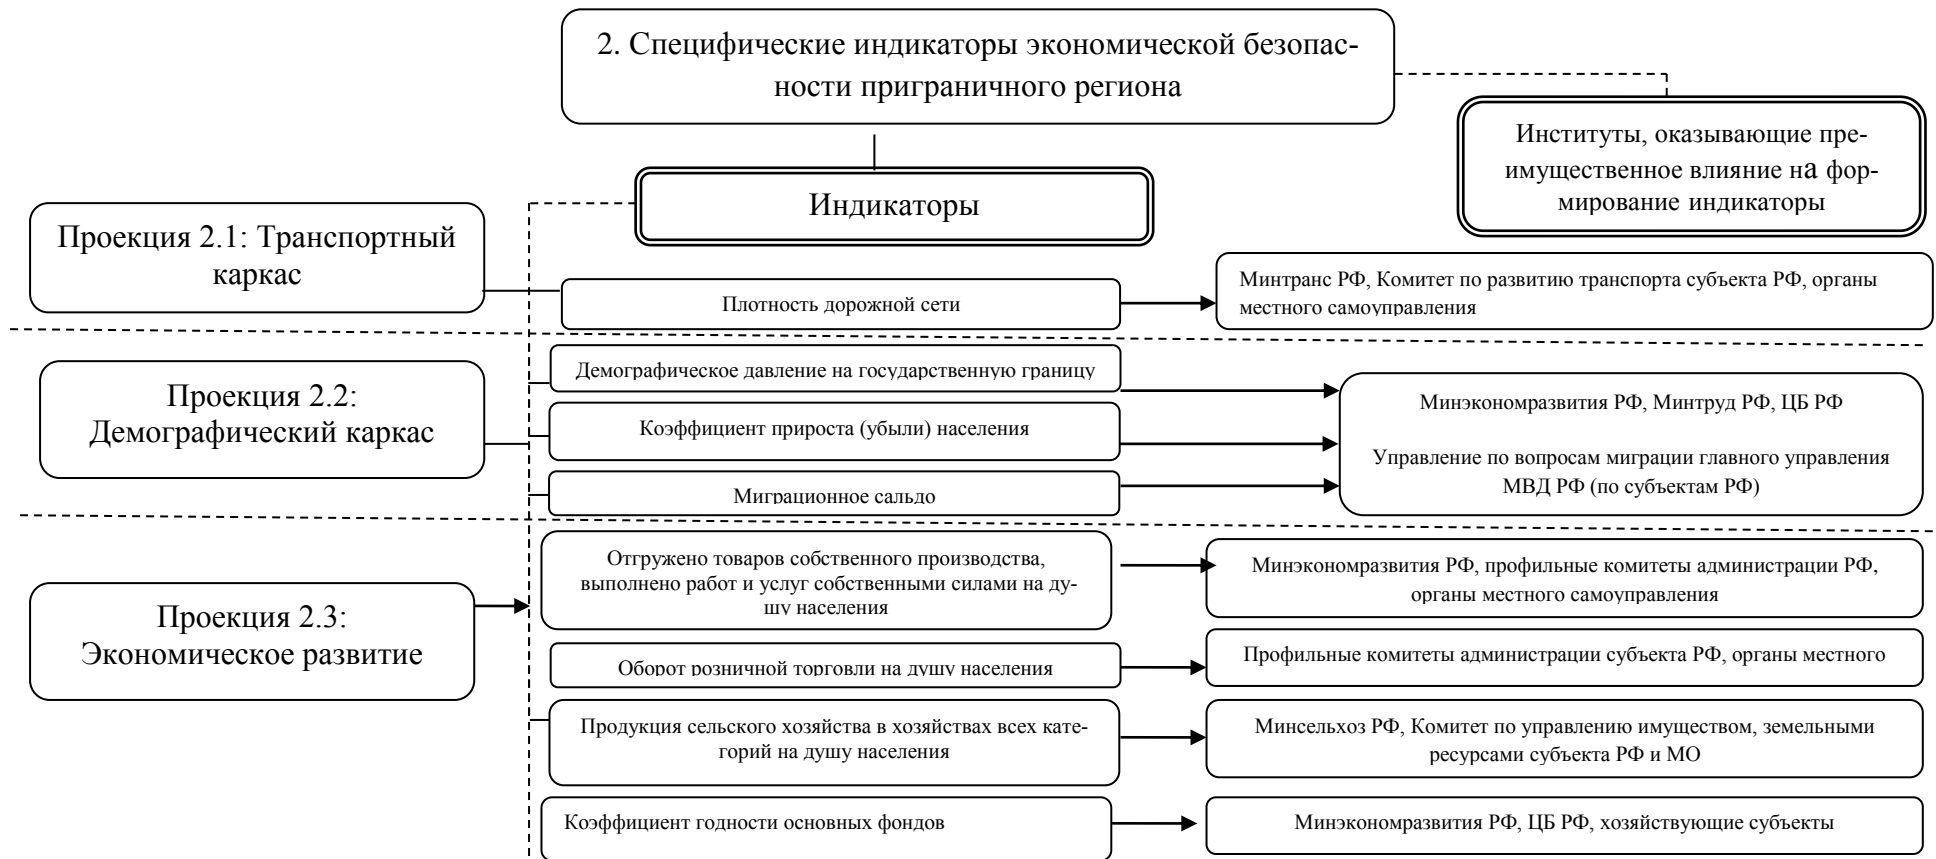 2. Специфические индикаторы экономической безопас-
ности приграничного региона
Институты, оказывающие пре-
имущественное влияние на фор-
мирование индикаторы
Индикаторы
Проекция 2.1: Транспортный
каркас
Плотность дорожной сети
Минтранс РФ, Комитет по развитию транспорта субъекта РФ, органы
местного самоуправления
Проекция 2.2:
Демографический каркас
Демографическое давление на государственную границу
Коэффициент прироста (убыли) населения
Миграционное сальдо
Минэкономразвития РФ, Минтруд РФ, ЦБ РФ
Управление по вопросам миграции главного управления
МВД РФ (по субъектам РФ)
Проекция 2.3:
Экономическое развитие
Отгружено товаров собственного производства,
выполнено работ и услуг собственными силами на ду-
шу населения
Минэкономразвития РФ, профильные комитеты администрации РФ,
органы местного самоуправления
Оборот розничной торговли на душу населения
Профильные комитеты администрации субъекта РФ, органы местного
Продукция сельского хозяйства в хозяйствах всех кате-
горий на душу населения
Минсельхоз РФ, Комитет по управлению имуществом, земельными
ресурсами субъекта РФ и МО
Коэффициент годности основных фондов
Минэкономразвития РФ, ЦБ РФ, хозяйствующие субъекты